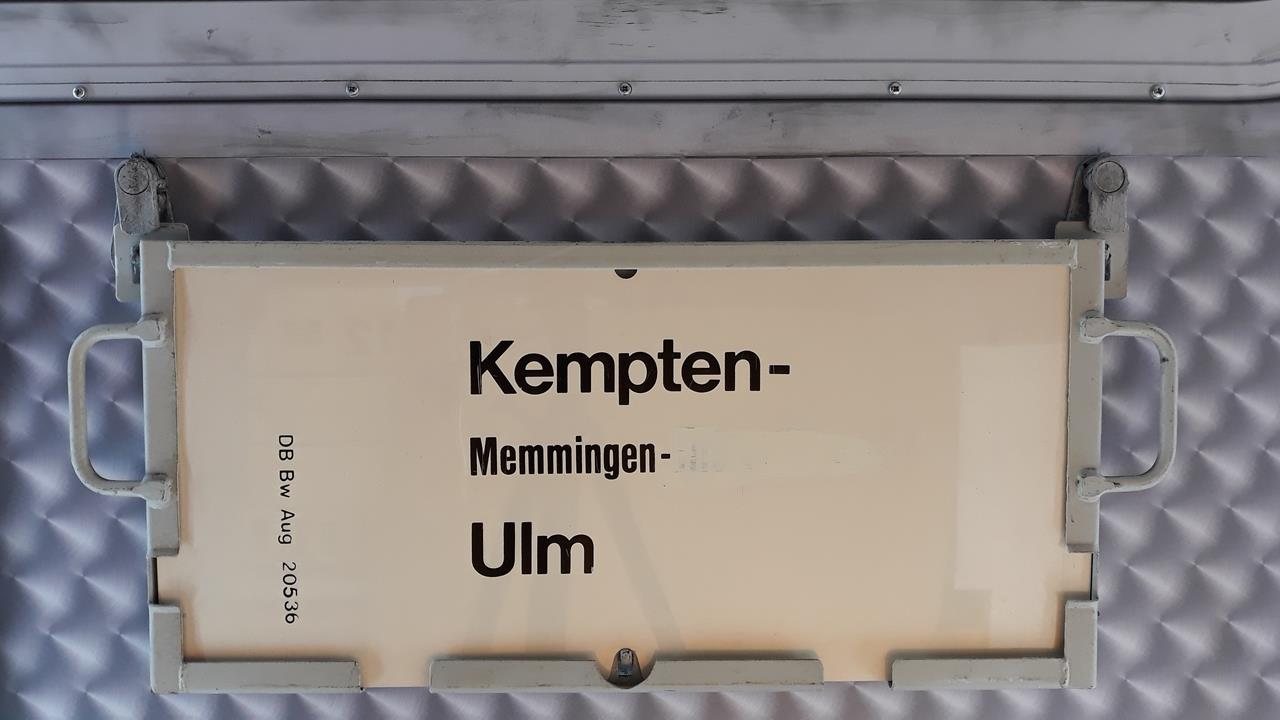 Kempten-
Memmingen-
Ulm
DB Bw Aug 20536